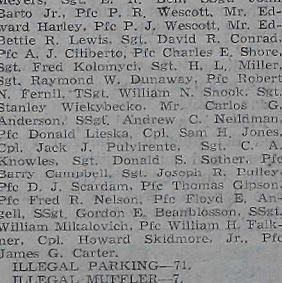 Barto Jr., Pfc P. R. Wescott, Mr. Ed-
ward Harley, Pfc P. J. Wescott, Mr. Ed-
Bettie R. Lewis, Sgt. David R. Conrad,
Pfc A. J. Ciliberto, Pfc Charles E. Shore,
Sgt. Fred Kolomyci, Sgt. H. L. Miller,
Sgt. Raymond W. Dunaway, Pfc Robert
N. Fernil, TSgt. William N. Snook, Sgt.
Stanley Wiekybecko, Mr. Carlos G.
Anderson, SSgt. Andrew C. Neildman,
Pfc Donald Lieska, Cpl. Sam H. Jones,
Cpl. Jack J. Pulvirente, Sgt. C. A.
Knowles, Sgt. Donald S. Sother, Pfc
Barry Campbell, Sgt. Joseph R. Pulley,
Pfc D. J. Scardam, Pfc Thomas Gipson,
Pfc Fred R. Nelson, Pfc Floyd E. An-
gell, SSgt. Gordon E. Beanblosson, SSgt.
William Mikalovich, Pfc William H. Falk-
ner, Cpl. Howard Skidmore, Jr., Pfc
James G. Carter.
ILLEGAL PARKING—71.
ILLEGAL MUFFLER—7.